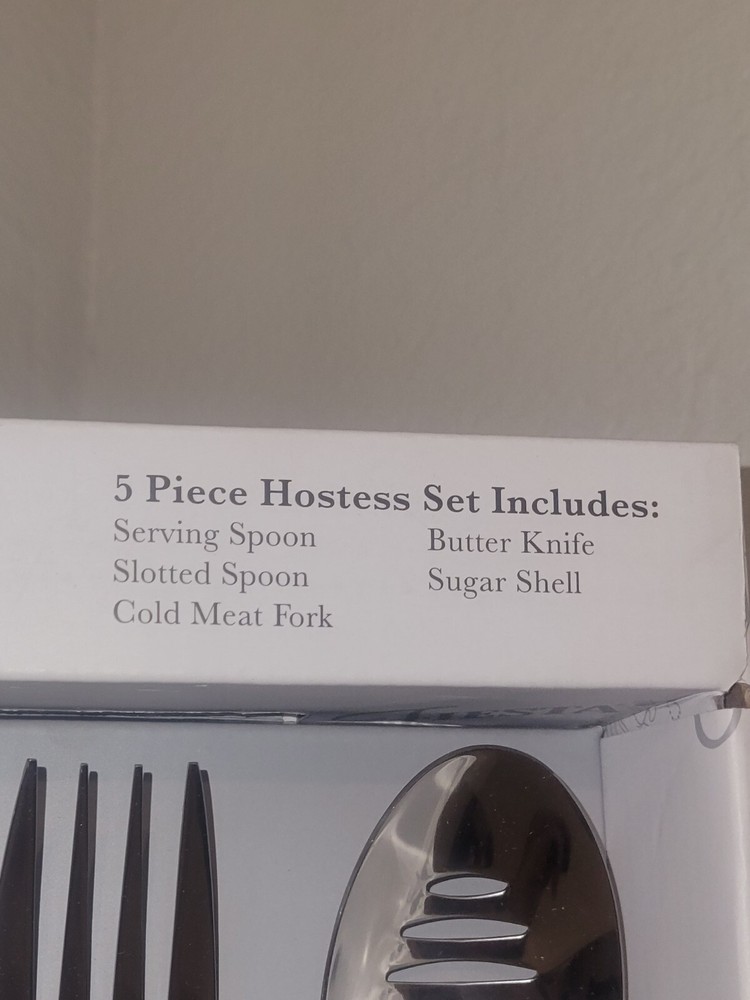 5 Piece Hostess Set Includes:
Serving Spoon
Slotted Spoon
Cold Meat Fork
Butter Knife
Sugar Shell